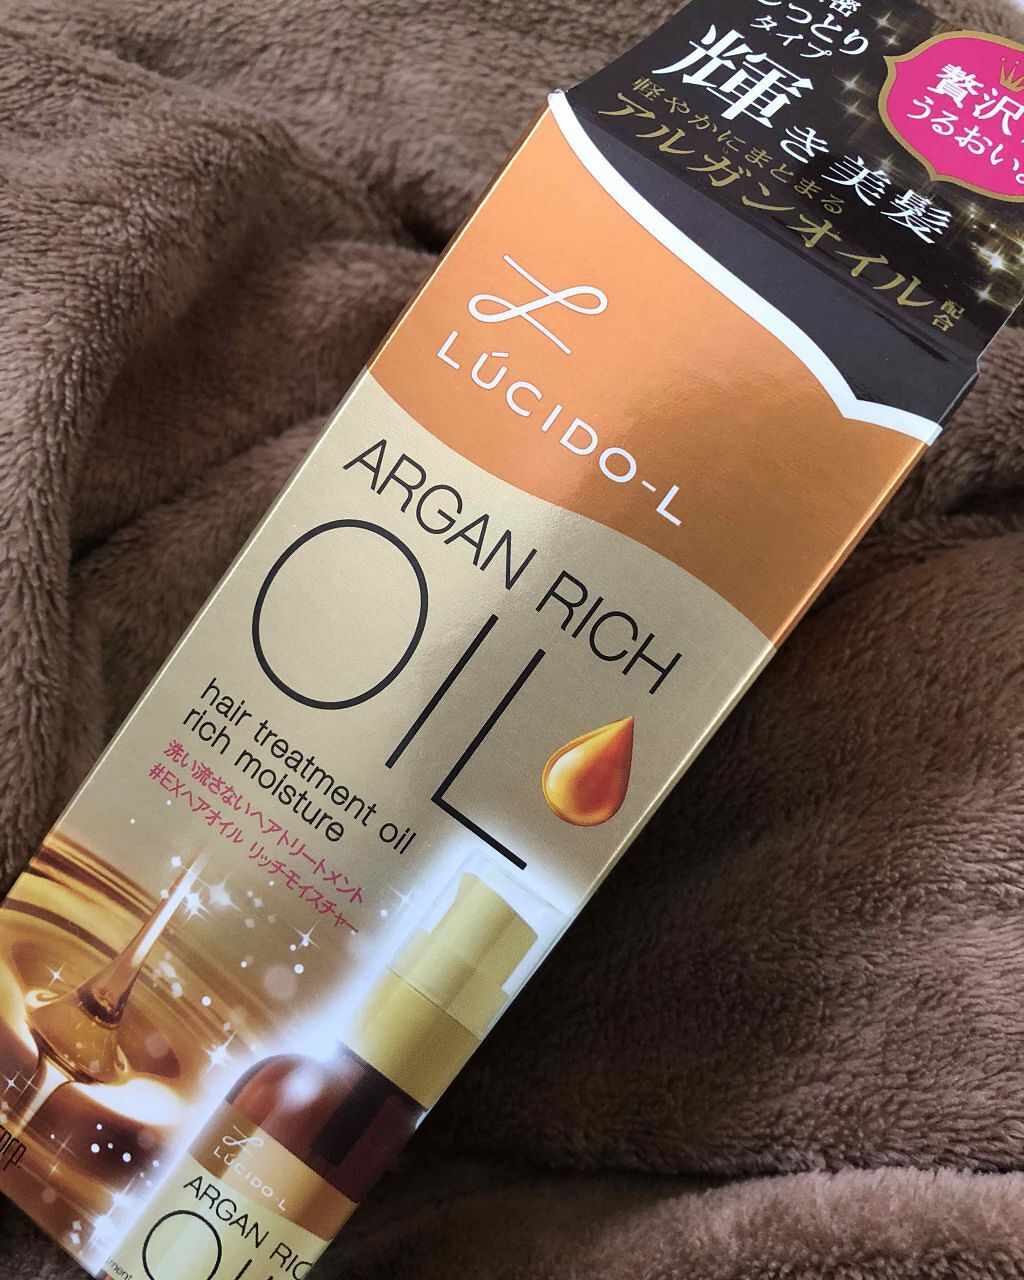 しっとり
タイプ
輝き美髪
軽やかにまとまる
アルガンオイル 配合
贅沢
うるおい
LÚCIDO-L
ARGAN RICH
OIL
hair treatment oil
rich moisture
洗い流さないヘアトリートメント
#EXヘアオイル リッチモイスチャー
LÚCIDO-L
ARGAN